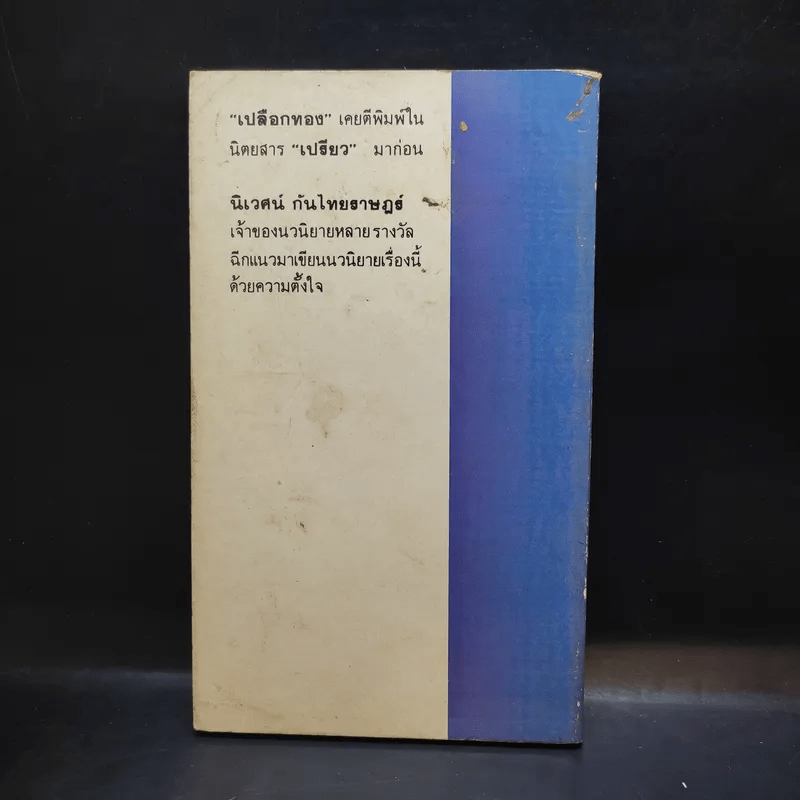 “เปลือกทอง” เคยตีพิมพ์ใน
นิตยสาร “เปรียว” มาก่อน
นิเวศน์ กันไทยราษฎร์
เจ้าของนวนิยายหลายรางวัล
ฉีกแนวมาเขียนนวนิยายเรื่องนี้
ด้วยความตั้งใจ